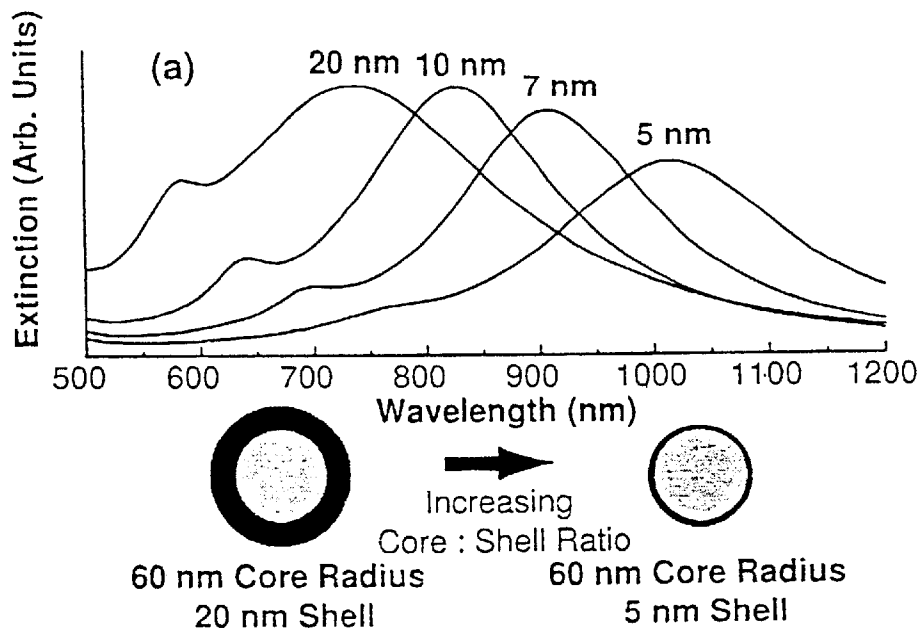 (a)
20 nm
10 nm
7 nm
5 nm
Extinction (Arb. Units)
500 600 700 800 900 1000 1100 1200
Wavelength (nm)
Increasing
Core : Shell Ratio
60 nm Core Radius
20 nm Shell
60 nm Core Radius
5 nm Shell